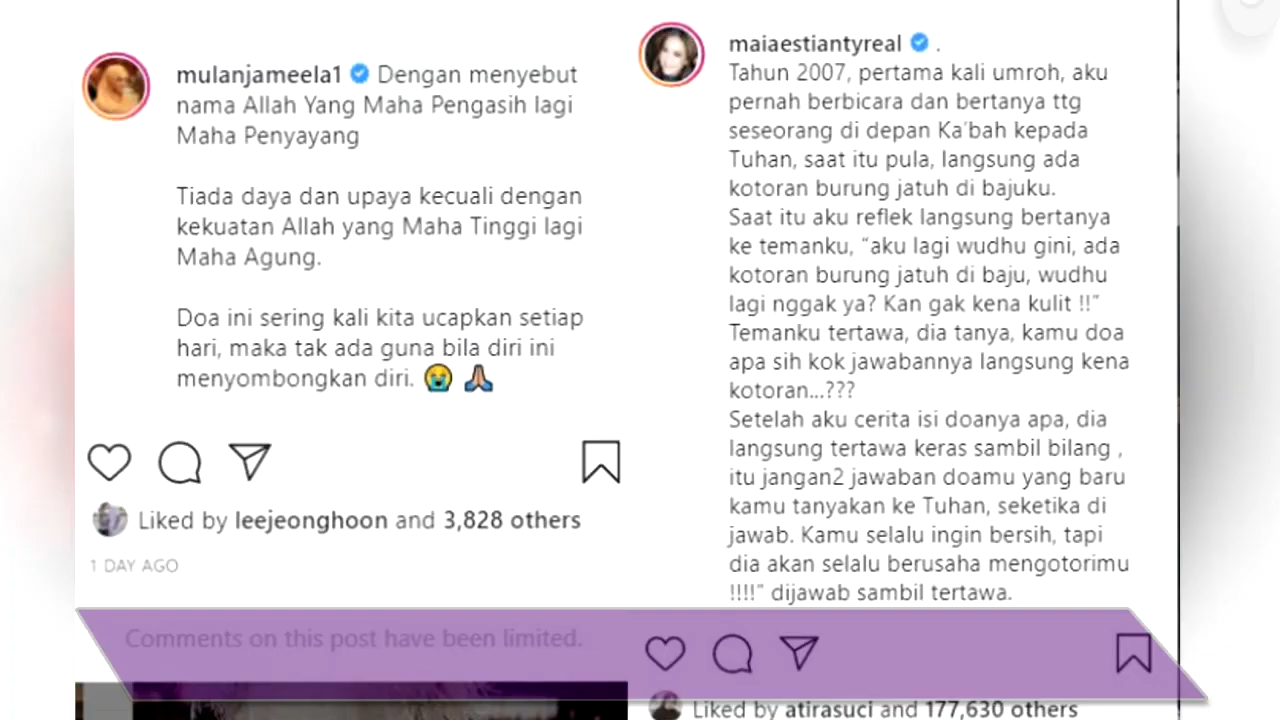 mulanjameela1 Dengan menyebut
nama Allah Yang Maha Pengasih lagi
Maha Penyayang
Tiada daya dan upaya kecuali dengan
kekuatan Allah yang Maha Tinggi lagi
Maha Agung.
Doa ini sering kali kita ucapkan setiap
hari, maka tak ada guna bila diri ini
menyombongkan diri. 😭 🙏🏼
Liked by leejeonghoon and 3,828 others
1 DAY AGO
Comments on this post have been limited.
maiaestiantyreal .
Tahun 2007, pertama kali umroh, aku
pernah berbicara dan bertanya ttg
seseorang di depan Ka'bah kepada
Tuhan, saat itu pula, langsung ada
kotoran burung jatuh di bajuku.
Saat itu aku reflek langsung bertanya
ke temanku, "aku lagi wudhu gini, ada
kotoran burung jatuh di baju, wudhu
lagi nggak ya? Kan gak kena kulit !!"
Temanku tertawa, dia tanya, kamu doa
apa sih kok jawabannya langsung kena
kotoran...???
Setelah aku cerita isi doanya apa, dia
langsung tertawa keras sambil bilang ,
itu jangan2 jawaban doamu yang baru
kamu tanyakan ke Tuhan, seketika di
jawab. Kamu selalu ingin bersih, tapi
dia akan selalu berusaha mengotorimu
!!!!" dijawab sambil tertawa.
Liked by atirasuci and 177,630 others